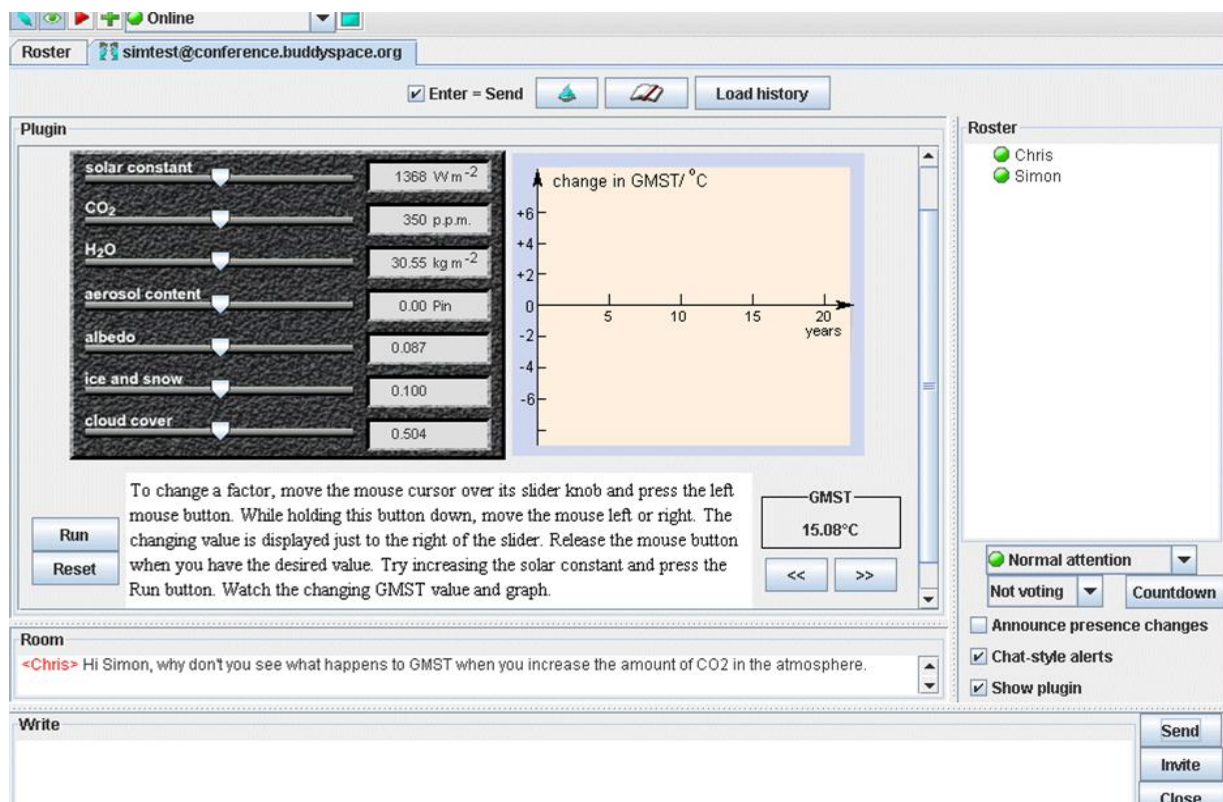 Online
Roster
simtest@conference.buddyspace.org
Enter = Send
Load history
Plugin
solar constant
1368 W m⁻²
CO₂
350 p.p.m.
H₂O
30.55 kg m⁻²
aerosol content
0.00 Pin
albedo
0.087
ice and snow
0.100
cloud cover
0.504
change in GMST/ °C
+6
+4
+2
0
-2
-4
-6
5
10
15
20
years
Run
Reset
To change a factor, move the mouse cursor over its slider knob and press the left
mouse button. While holding this button down, move the mouse left or right. The
changing value is displayed just to the right of the slider. Release the mouse button
when you have the desired value. Try increasing the solar constant and press the
Run button. Watch the changing GMST value and graph.
GMST
15.08°C
<<
>>
Roster
Chris
Simon
Normal attention
Not voting
Countdown
Announce presence changes
Chat-style alerts
Show plugin
Room
<Chris> Hi Simon, why don't you see what happens to GMST when you increase the amount of CO2 in the atmosphere.
Write
Send
Invite
Close